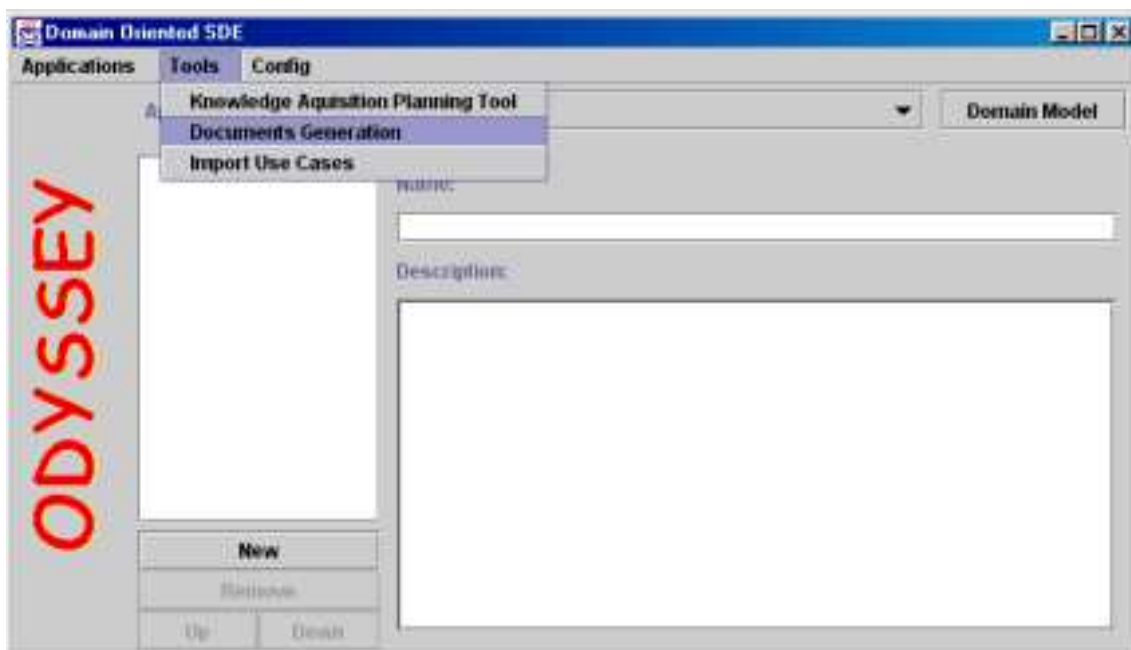 Domain Oriented SDE
Applications Tools Config
Knowledge Aquisition Planning Tool
Documents Generation
Import Use Cases
Domain Model
Name:
Description:
ODYSSEY
New
Remove
Up Down